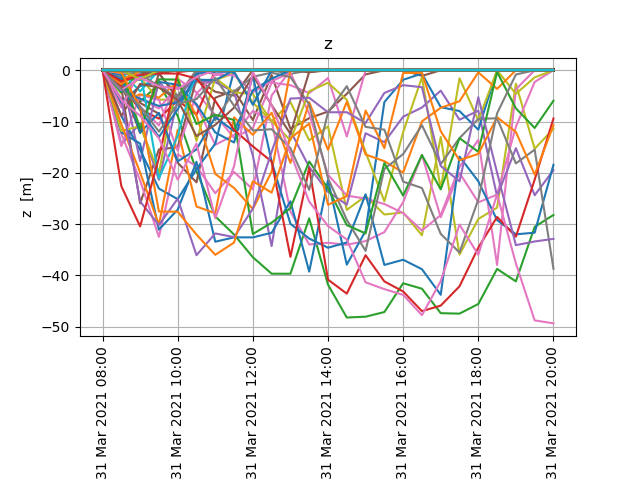 z
0
−10
−20
−30
−40
−50
z  [m]
31 Mar 2021 08:00
31 Mar 2021 10:00
31 Mar 2021 12:00
31 Mar 2021 14:00
31 Mar 2021 16:00
31 Mar 2021 18:00
31 Mar 2021 20:00